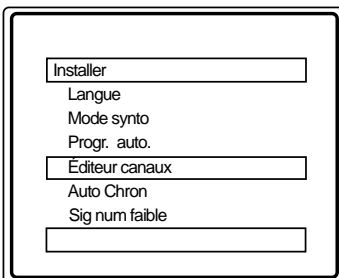 Installer
Langue
Mode synto
Progr. auto.
Éditeur canaux
Auto Chron
Sig num faible